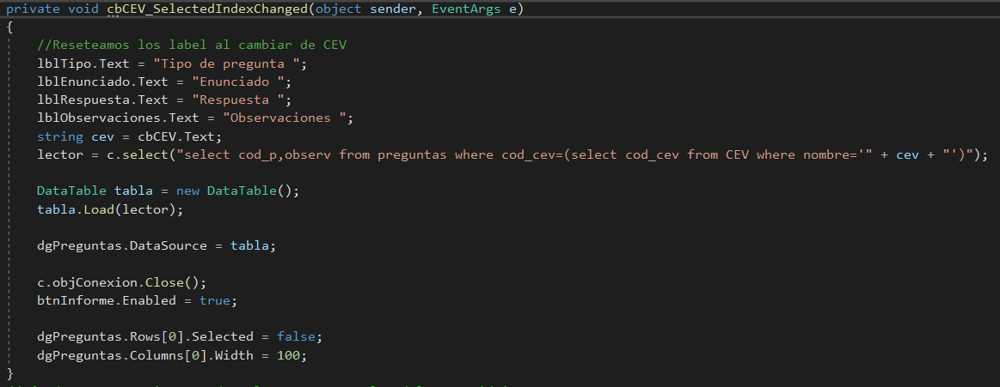 private void cbCEV_SelectedIndexChanged(object sender, EventArgs e)
{
//Reseteamos los label al cambiar de CEV
lblTipo.Text = "Tipo de pregunta ";
lblEnunciado.Text = "Enunciado ";
lblRespuesta.Text = "Respuesta ";
lblObservaciones.Text = "Observaciones ";
string cev = cbCEV.Text;
lector = c.select("select cod_p,observ from preguntas where cod_cev=(select cod_cev from CEV where nombre='" + cev + "')");
DataTable tabla = new DataTable();
tabla.Load(lector);
dgPreguntas.DataSource = tabla;
c.objConexion.Close();
btnInforme.Enabled = true;
dgPreguntas.Rows[0].Selected = false;
dgPreguntas.Columns[0].Width = 100;
}